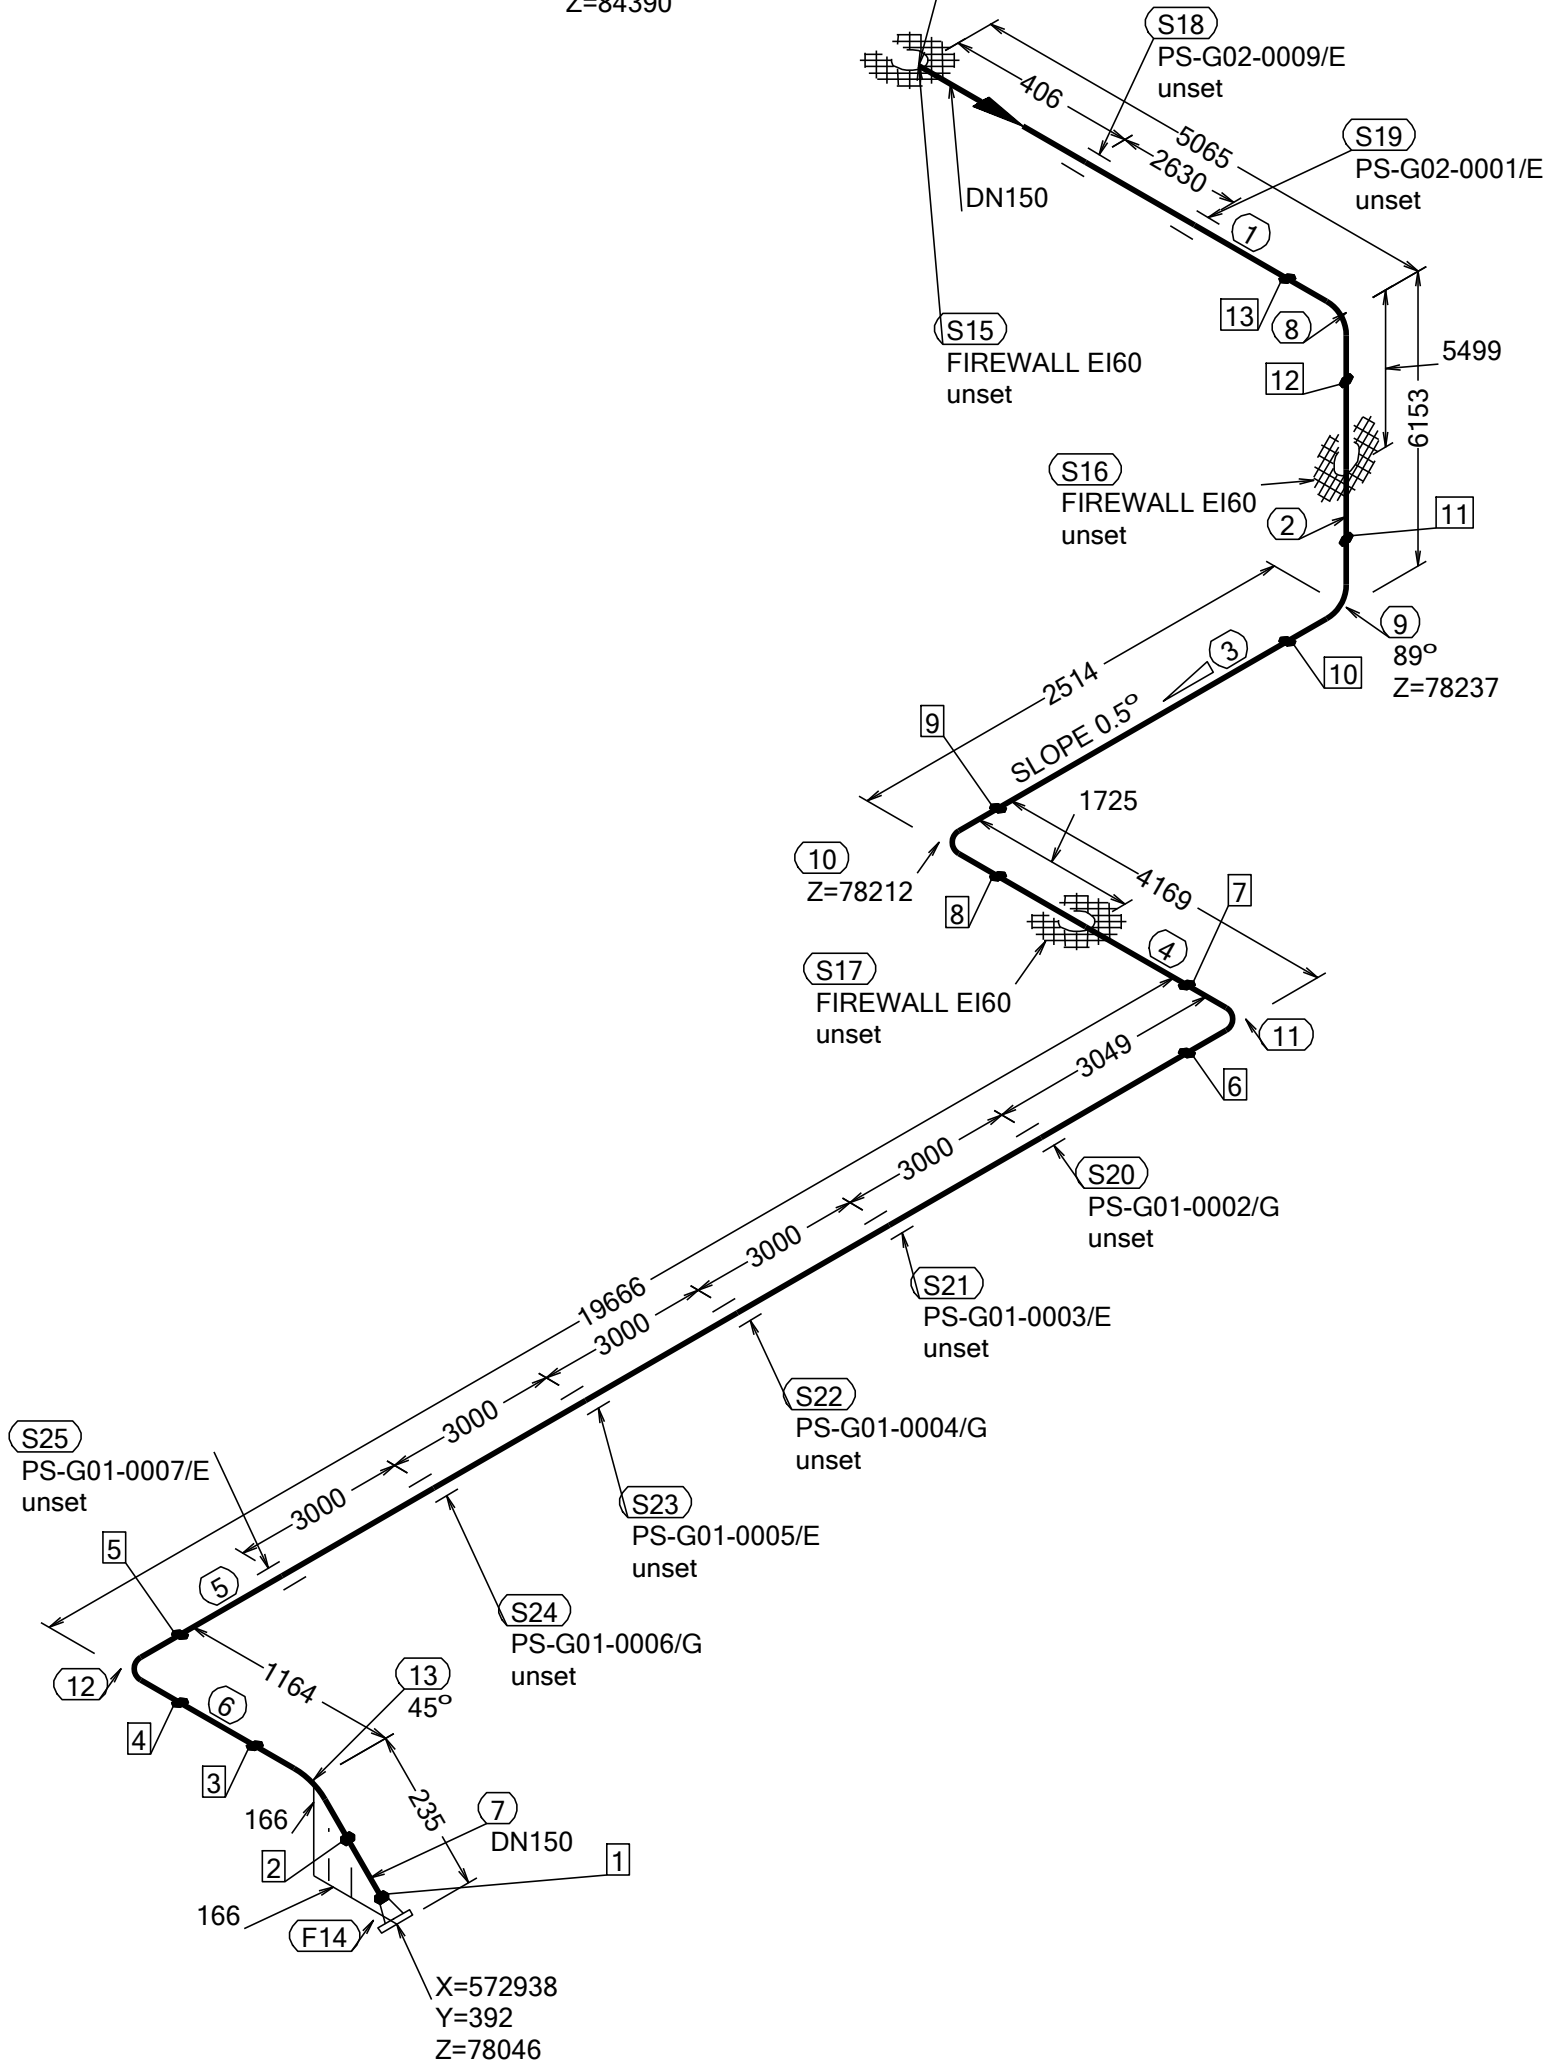 Z=84390
S18
PS-G02-0009/E
unset
406
5065
2630
S19
PS-G02-0001/E
unset
DN150
1
S15
FIREWALL EI60
unset
13
8
12
5499
6153
S16
FIREWALL EI60
unset
2
11
9
89°
Z=78237
10
3
2514
SLOPE 0.5°
9
1725
10
Z=78212
4169
8
7
4
S17
FIREWALL EI60
unset
11
3049
6
3000
S20
PS-G01-0002/G
unset
3000
S21
PS-G01-0003/E
unset
19666
3000
S22
PS-G01-0004/G
unset
3000
S25
PS-G01-0007/E
unset
3000
S23
PS-G01-0005/E
unset
5
5
S24
PS-G01-0006/G
unset
12
1164
13
45°
6
4
3
166
235
7
DN150
2
1
166
F14
X=572938
Y=392
Z=78046